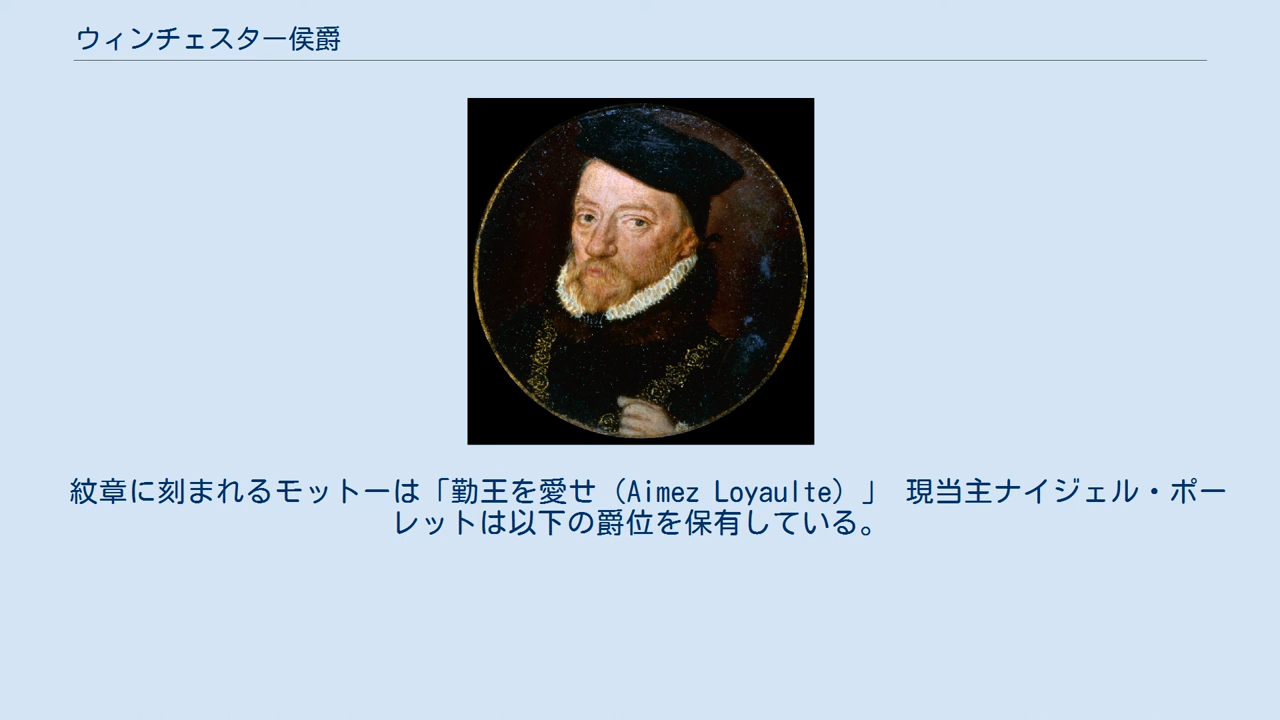 ウィンチェスター侯爵
紋章に刻まれるモットーは「勤王を愛せ（Aimez Loyaulte）」 現当主ナイジェル・ポー
レットは以下の爵位を保有している。